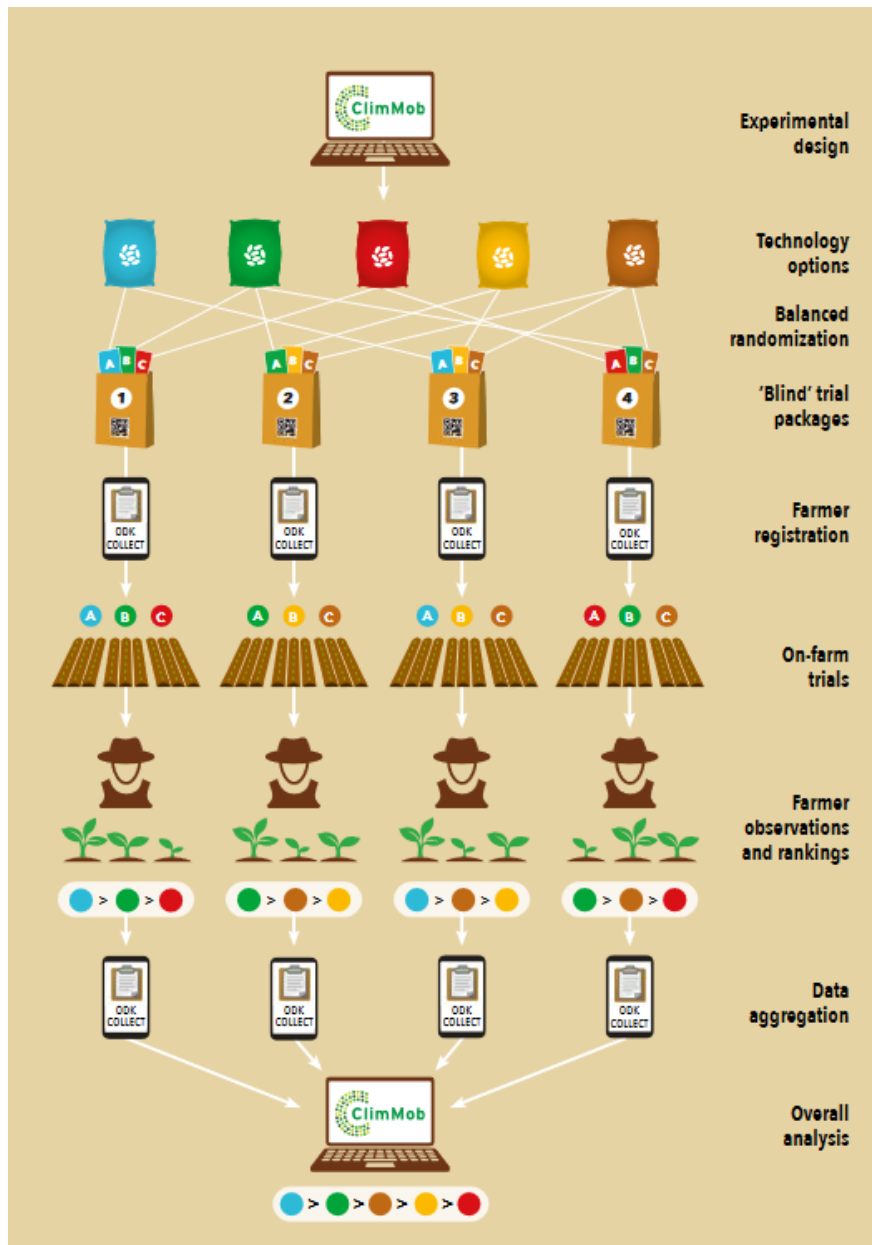 ClimMob
Experimental
design
Technology
options
Balanced
randomization
A B C
A B C
A B C
A B C
1
2
3
4
'Blind' trial
packages
ODK
COLLECT
ODK
COLLECT
ODK
COLLECT
ODK
COLLECT
Farmer
registration
A B C
A B C
A B C
A B C
On-farm
trials
Farmer
observations
and rankings
> >
> >
> >
> >
ODK
COLLECT
ODK
COLLECT
ODK
COLLECT
ODK
COLLECT
Data
aggregation
ClimMob
Overall
analysis
> > > >